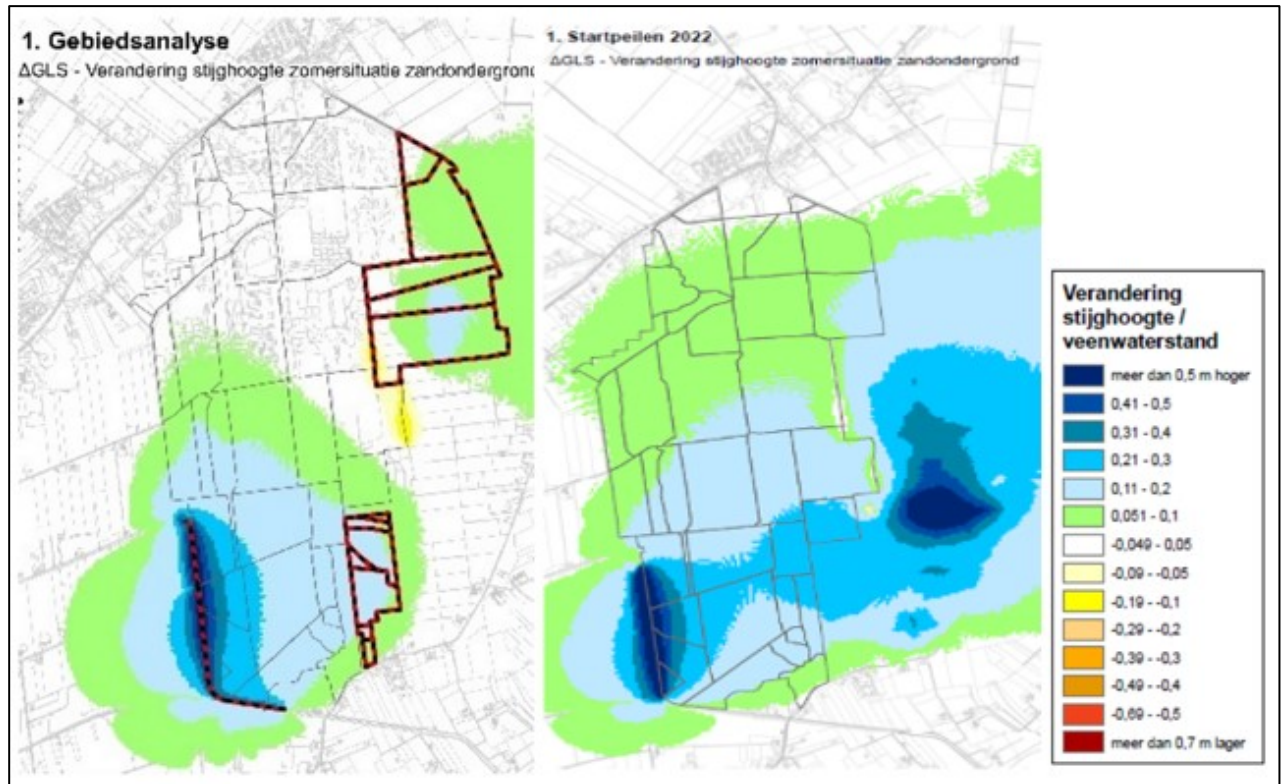 1. Gebiedsanalyse
ΔGLS - Verandering stijghoogte zomersituatie zandondergrond
1. Startpeilen 2022
ΔGLS - Verandering stijghoogte zomersituatie zandondergrond
Verandering
stijghoogte /
veenwaterstand
meer dan 0,5 m hoger
0,41 - 0,5
0,31 - 0,4
0,21 - 0,3
0,11 - 0,2
0,051 - 0,1
-0,049 - 0,05
-0,09 - -0,05
-0,19 - -0,1
-0,29 - -0,2
-0,39 - -0,3
-0,49 - -0,4
-0,69 - -0,5
meer dan 0,7 m lager